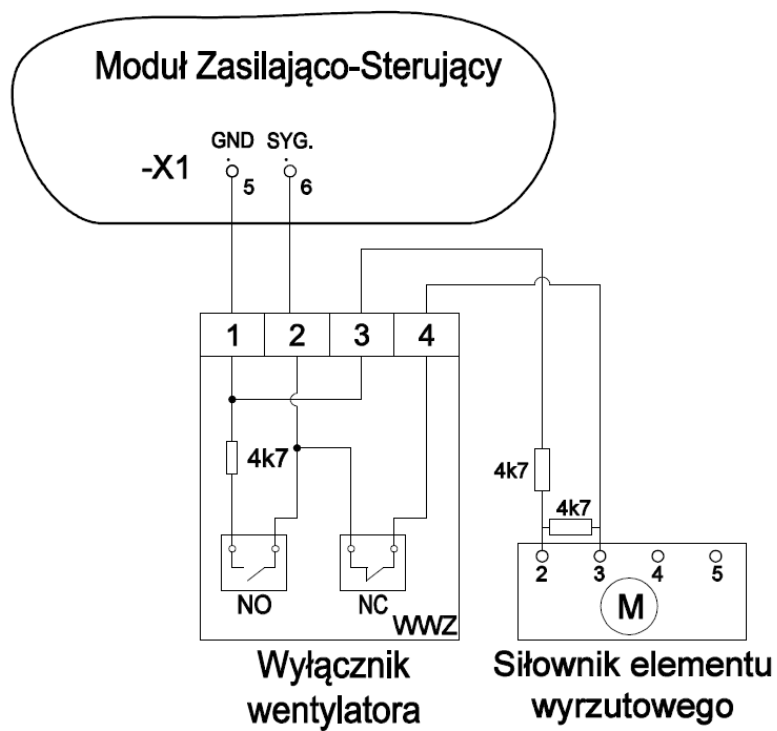 Moduł Zasilająco-Sterujący
GND SYG.
-X1 5 6
1 2 3 4
4k7
4k7
4k7
2 3 4 5
NO NC
M
WWZ
Wyłącznik
wentylatora
Siłownik elementu
wyrzutowego